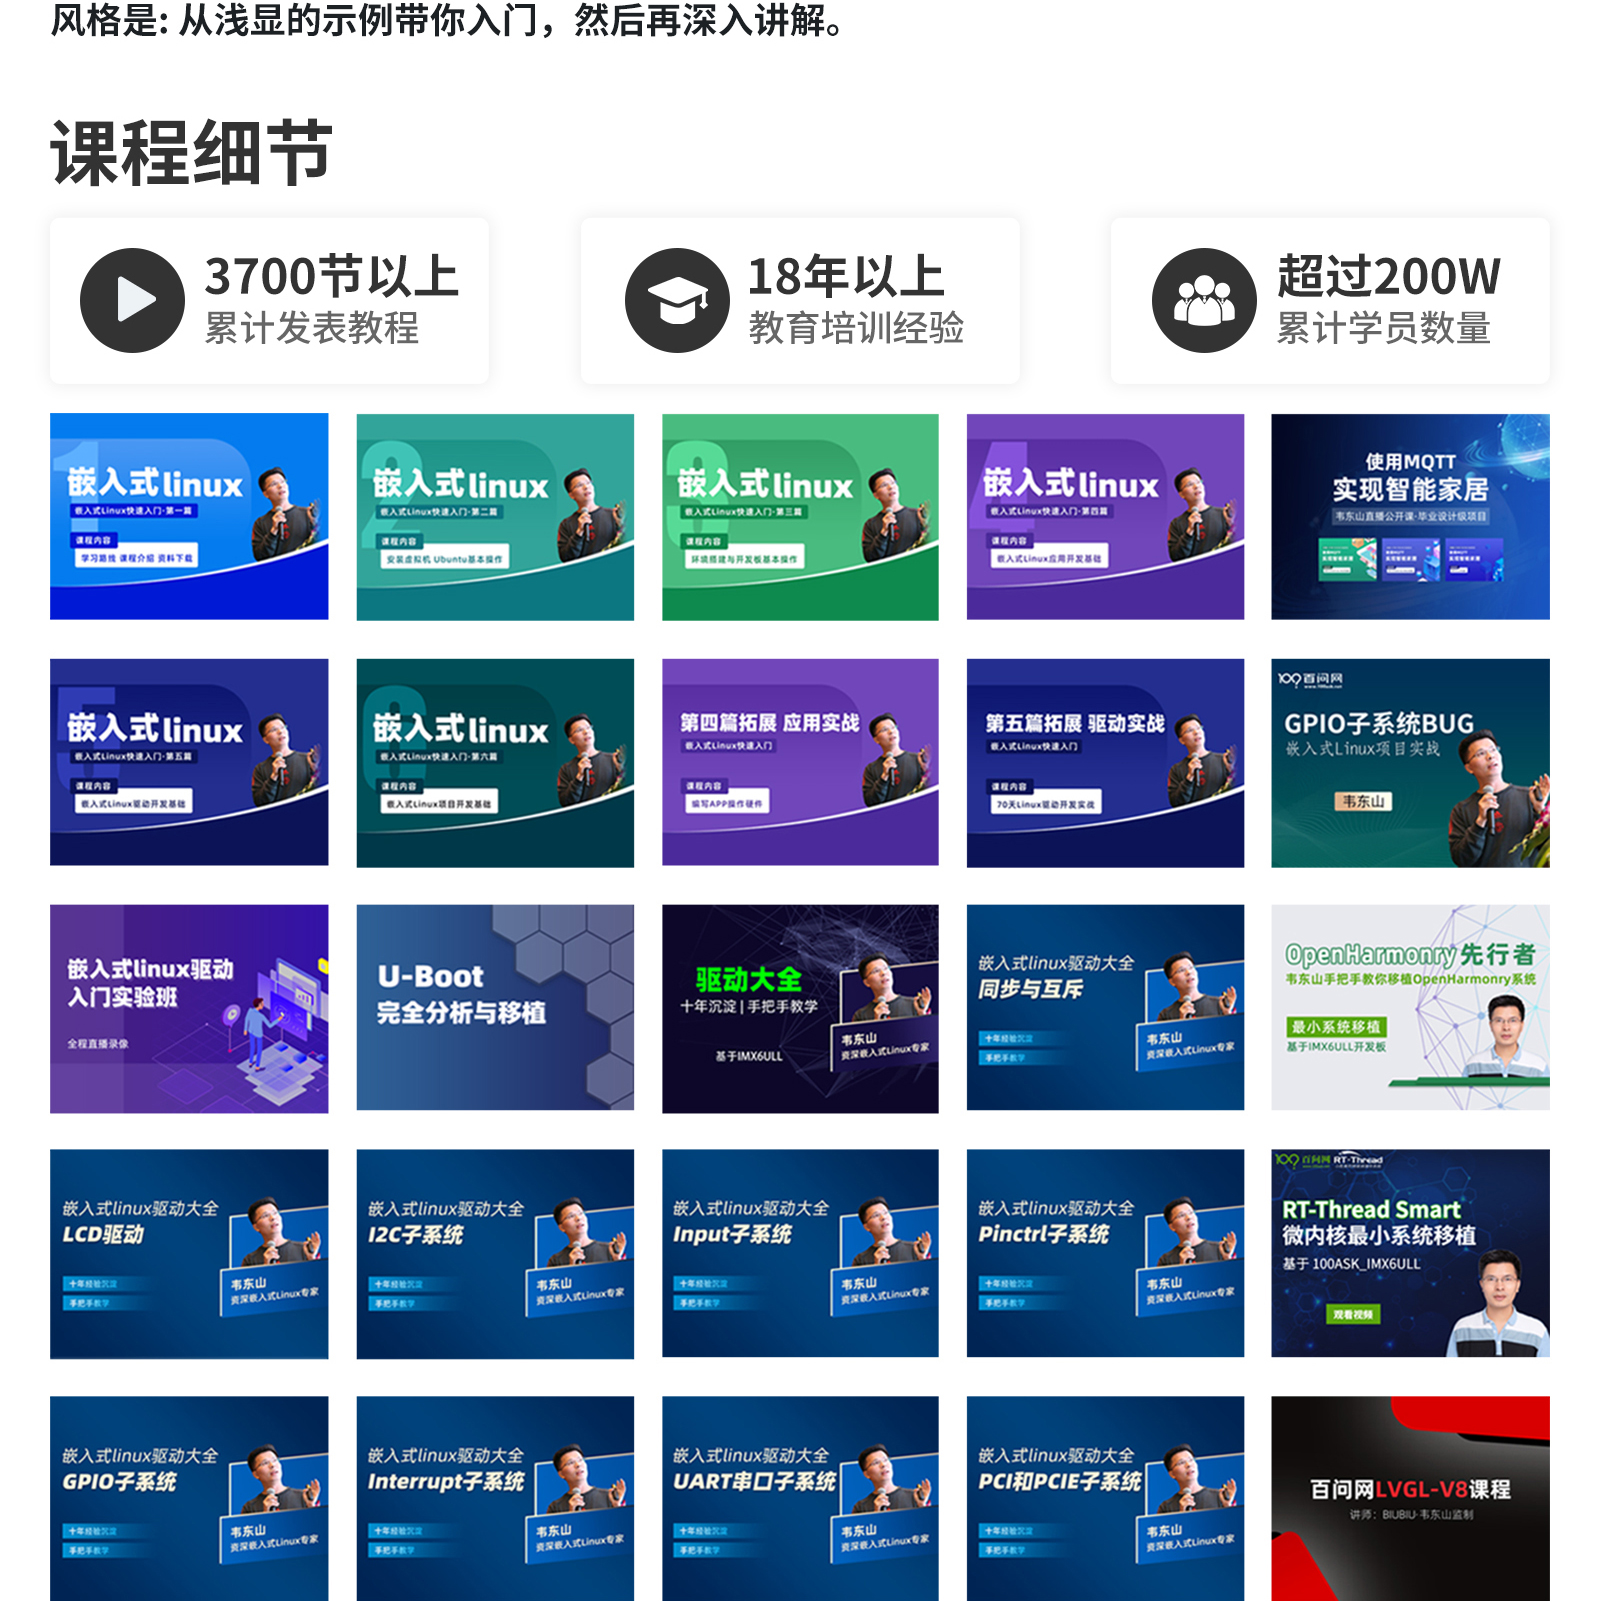 风格是: 从浅显的示例带你入门，然后再深入讲解。
课程细节
3700节以上
累计发表教程
18年以上
教育培训经验
超过200W
累计学员数量
1
嵌入式linux
嵌入式Linux快速入门·第一篇
课程内容
学习路线 课程介绍 资料下载
2
嵌入式linux
嵌入式Linux快速入门·第二篇
课程内容
安装虚拟机 Ubuntu基本操作
3
嵌入式linux
嵌入式Linux快速入门·第三篇
课程内容
环境搭建与开发板基本操作
4
嵌入式linux
嵌入式Linux快速入门·第四篇
课程内容
嵌入式Linux应用开发基础
使用MQTT
实现智能家居
韦东山直播公开课·毕业设计级项目
5
嵌入式linux
嵌入式Linux快速入门·第五篇
课程内容
嵌入式Linux驱动开发基础
6
嵌入式linux
嵌入式Linux快速入门·第六篇
课程内容
嵌入式Linux项目开发基础
第四篇拓展 应用实战
嵌入式Linux快速入门
课程内容
编写APP操作硬件
第五篇拓展 驱动实战
嵌入式Linux快速入门
课程内容
70天Linux驱动开发实战
百问网
GPIO子系统BUG
嵌入式Linux项目实战
韦东山
嵌入式linux驱动
入门实验班
全程直播录像
U-Boot
完全分析与移植
驱动大全
十年沉淀 | 手把手教学
基于IMX6ULL
韦东山
资深嵌入式Linux专家
嵌入式linux驱动大全
同步与互斥
十年经验沉淀
手把手教学
韦东山
资深嵌入式Linux专家
OpenHarmonry先行者
韦东山手把手教你移植OpenHarmonry系统
最小系统移植
基于IMX6ULL开发板
嵌入式linux驱动大全
LCD驱动
十年经验沉淀
手把手教学
韦东山
资深嵌入式Linux专家
嵌入式linux驱动大全
I2C子系统
十年经验沉淀
手把手教学
韦东山
资深嵌入式Linux专家
嵌入式linux驱动大全
Input子系统
十年经验沉淀
手把手教学
韦东山
资深嵌入式Linux专家
嵌入式linux驱动大全
Pinctrl子系统
十年经验沉淀
手把手教学
韦东山
资深嵌入式Linux专家
百问网 RT-Thread
RT-Thread Smart
微内核最小系统移植
基于 100ASK_IMX6ULL
观看视频
嵌入式linux驱动大全
GPIO子系统
十年经验沉淀
手把手教学
韦东山
资深嵌入式Linux专家
嵌入式linux驱动大全
Interrupt子系统
十年经验沉淀
手把手教学
韦东山
资深嵌入式Linux专家
嵌入式linux驱动大全
UART串口子系统
十年经验沉淀
手把手教学
韦东山
资深嵌入式Linux专家
嵌入式linux驱动大全
PCI和PCIE子系统
十年经验沉淀
手把手教学
韦东山
资深嵌入式Linux专家
百问网LVGL-V8课程
讲师：BIUBIU·韦东山监制